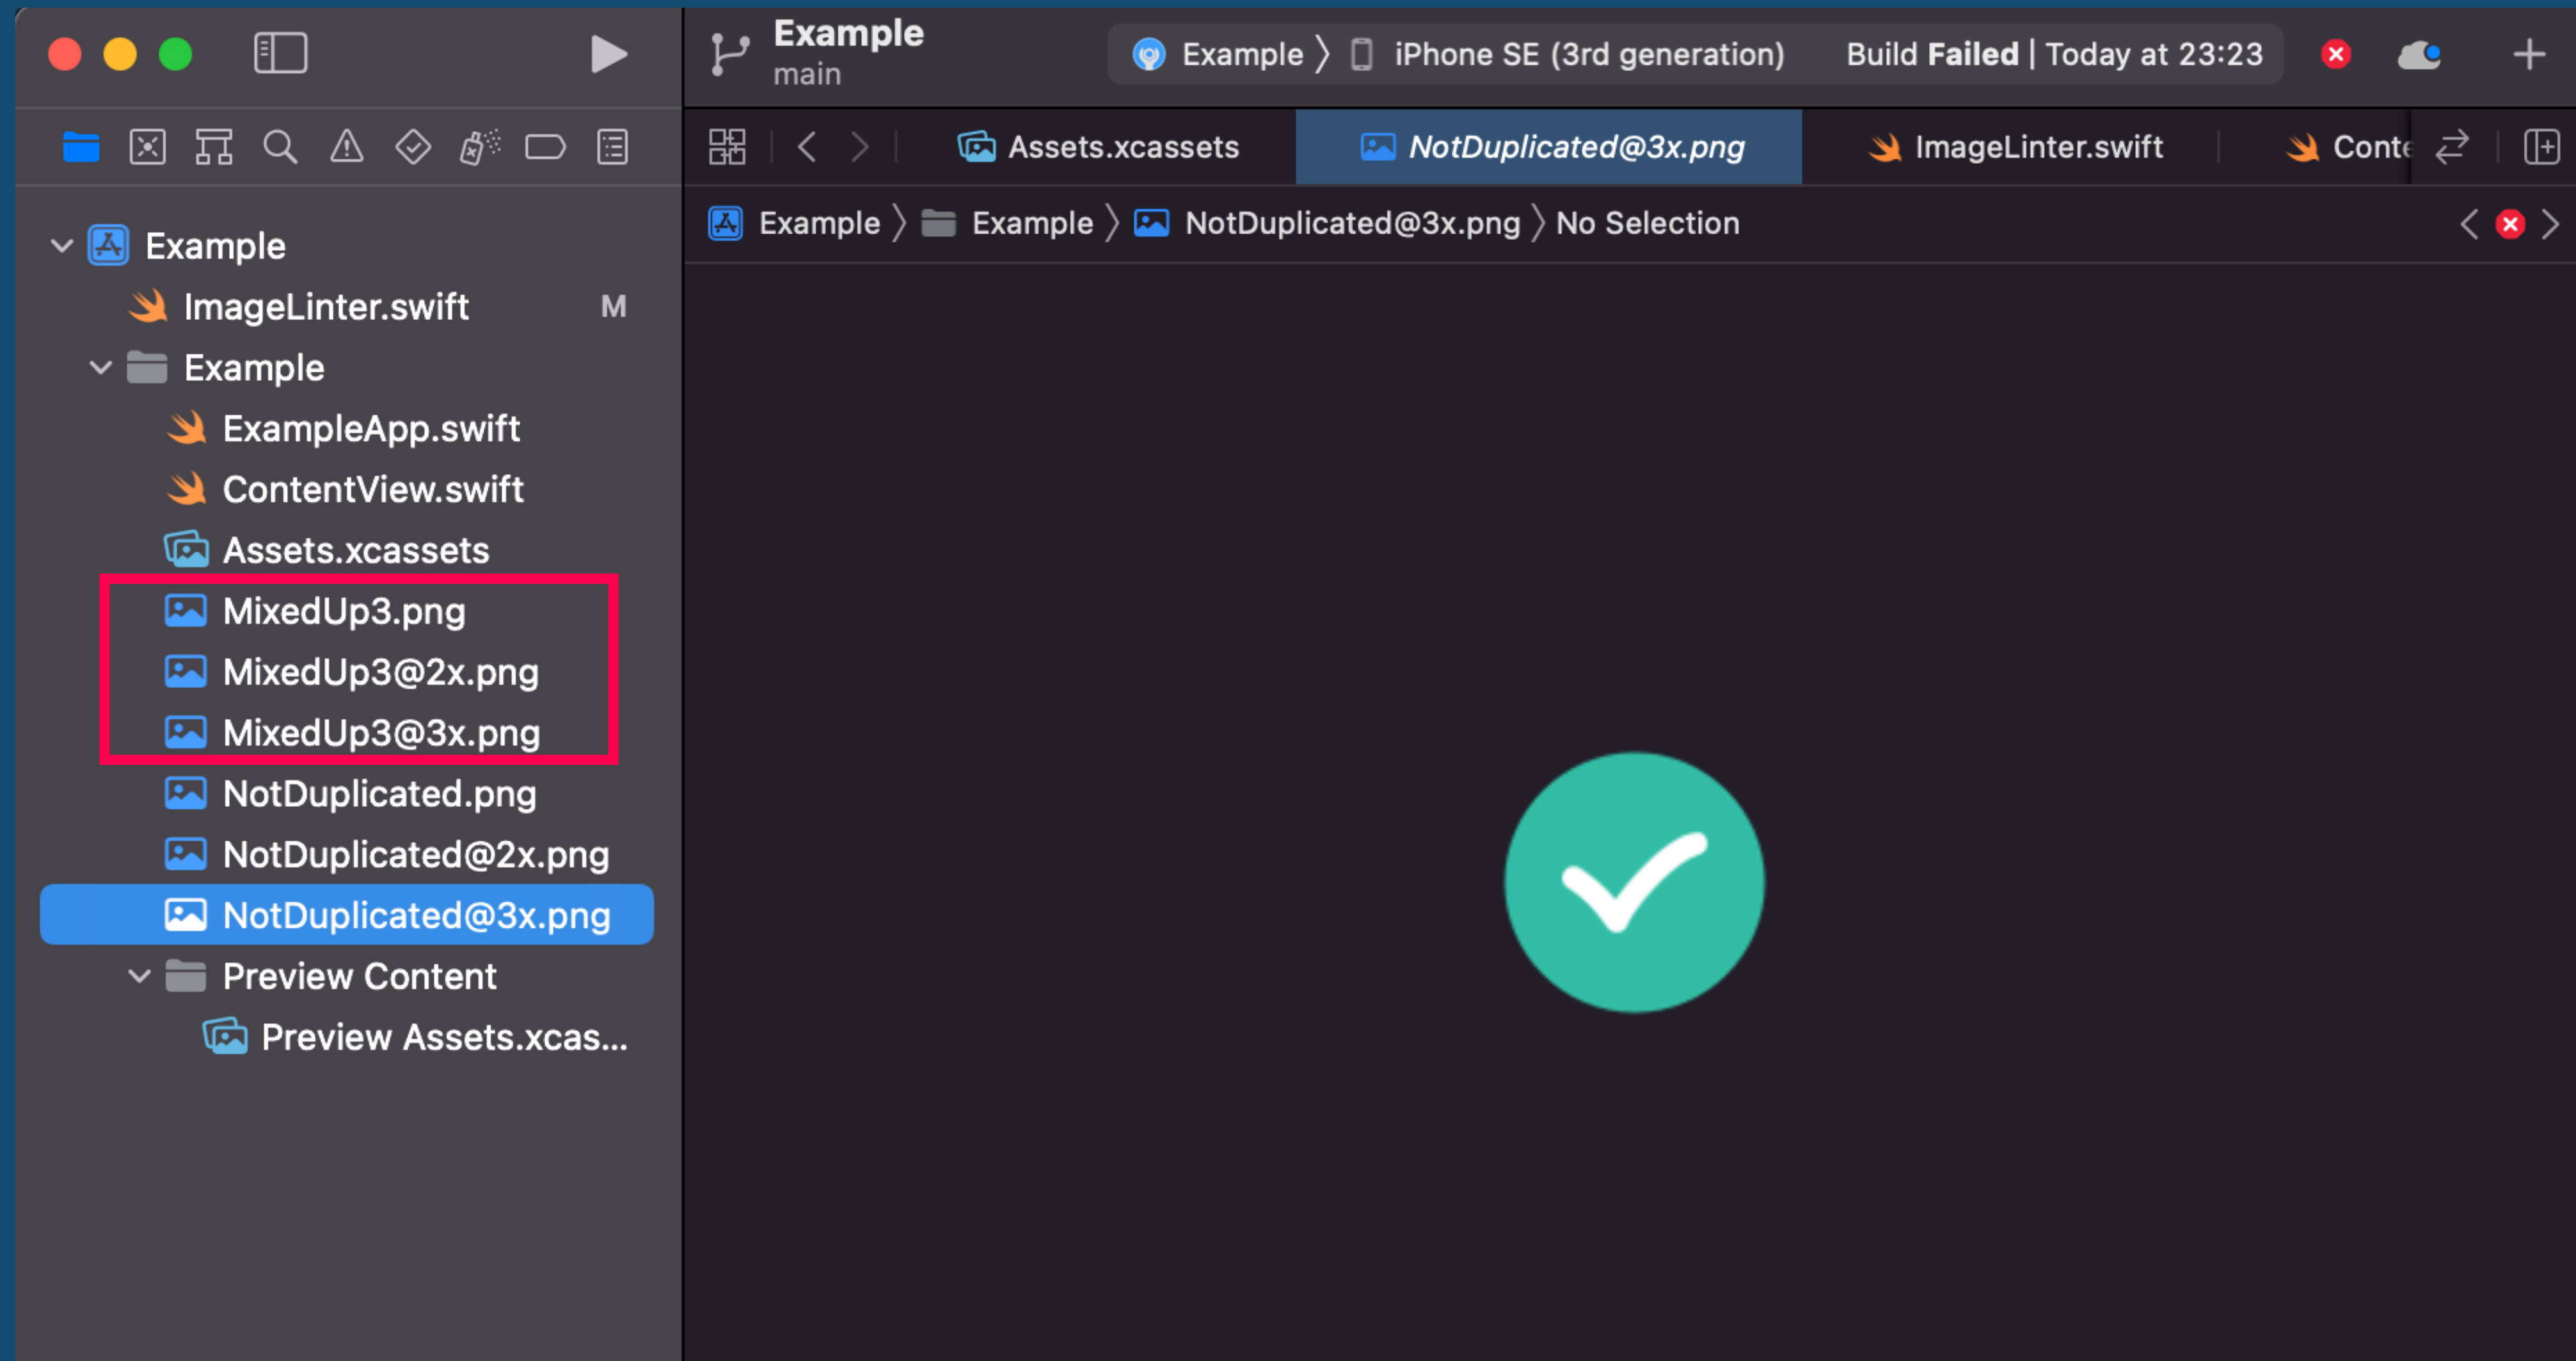 Example
main
Example 〉 iPhone SE (3rd generation)
Build Failed | Today at 23:23
Assets.xcassets
NotDuplicated@3x.png
ImageLinter.swift
Conte
Example 〉 Example 〉 NotDuplicated@3x.png 〉 No Selection
Example
ImageLinter.swift M
Example
ExampleApp.swift
ContentView.swift
Assets.xcassets
MixedUp3.png
MixedUp3@2x.png
MixedUp3@3x.png
NotDuplicated.png
NotDuplicated@2x.png
NotDuplicated@3x.png
Preview Content
Preview Assets.xcas...